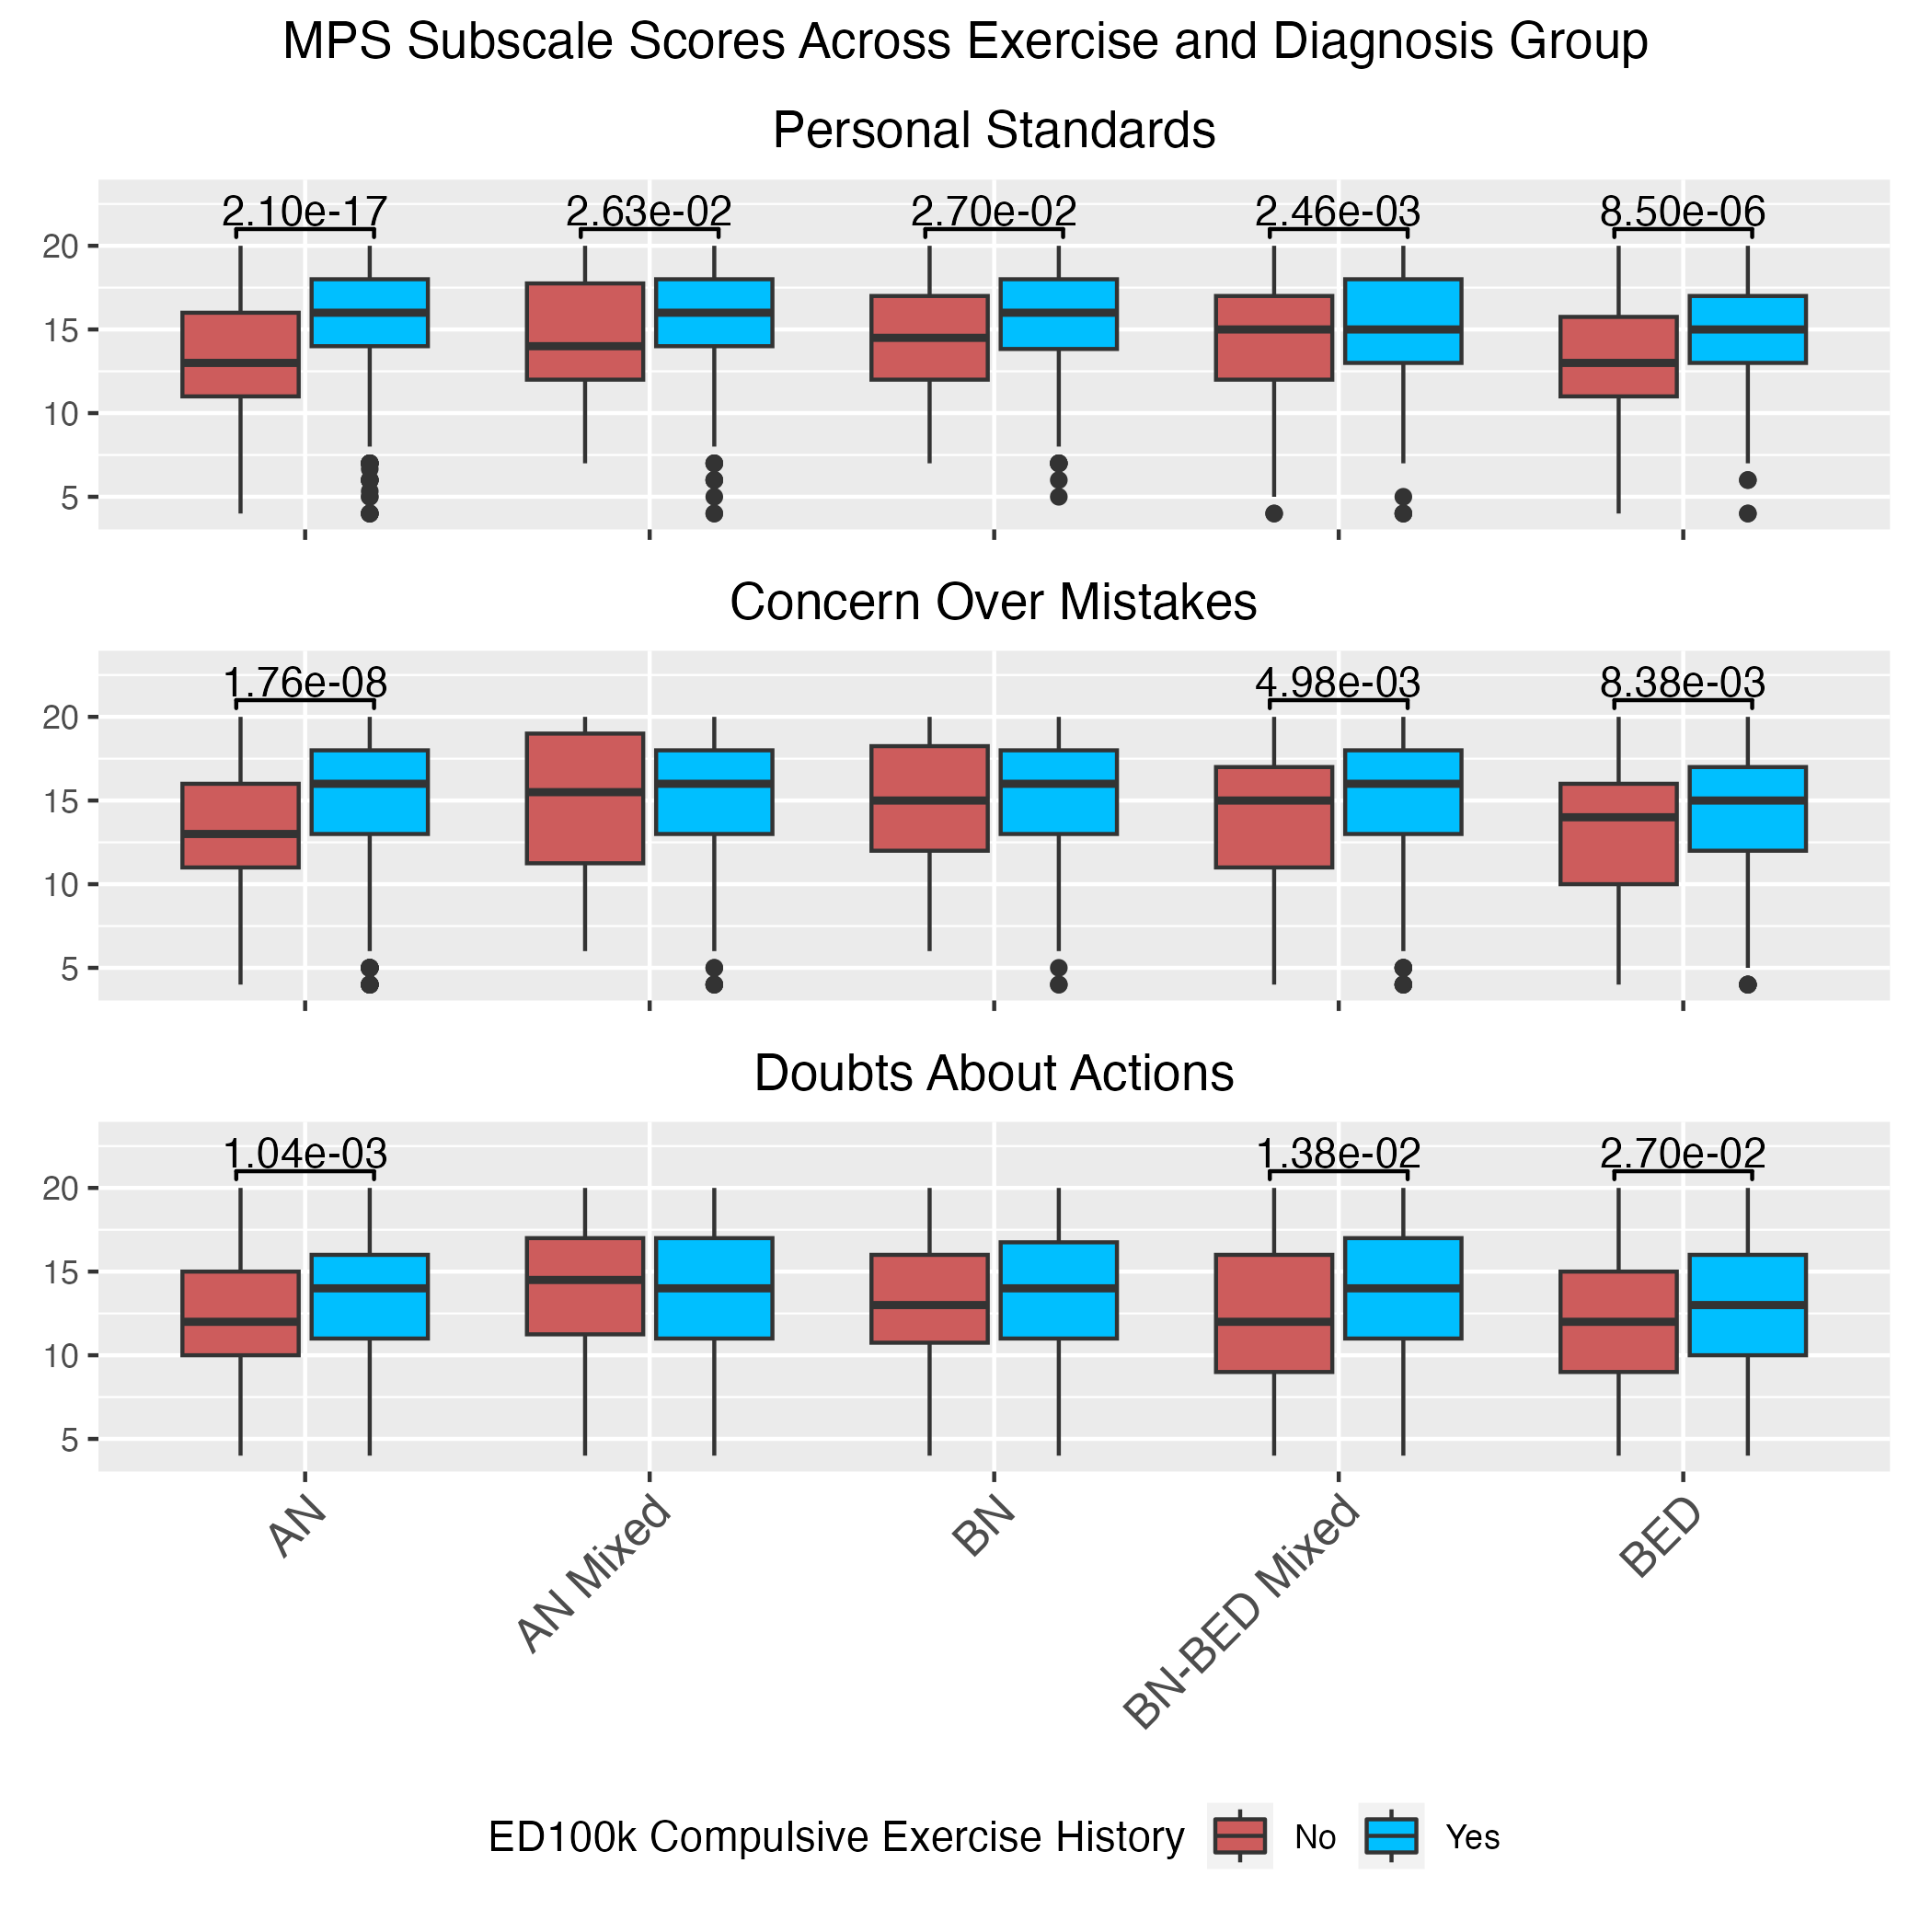 MPS Subscale Scores Across Exercise and Diagnosis Group
Personal Standards
2.10e-17 2.63e-02 2.70e-02 2.46e-03 8.50e-06
20
15
10
5
Concern Over Mistakes
1.76e-08 4.98e-03 8.38e-03
20
15
10
5
Doubts About Actions
1.04e-03 1.38e-02 2.70e-02
20
15
10
5
AN AN Mixed BN BN-BED Mixed BED
ED100k Compulsive Exercise History No Yes